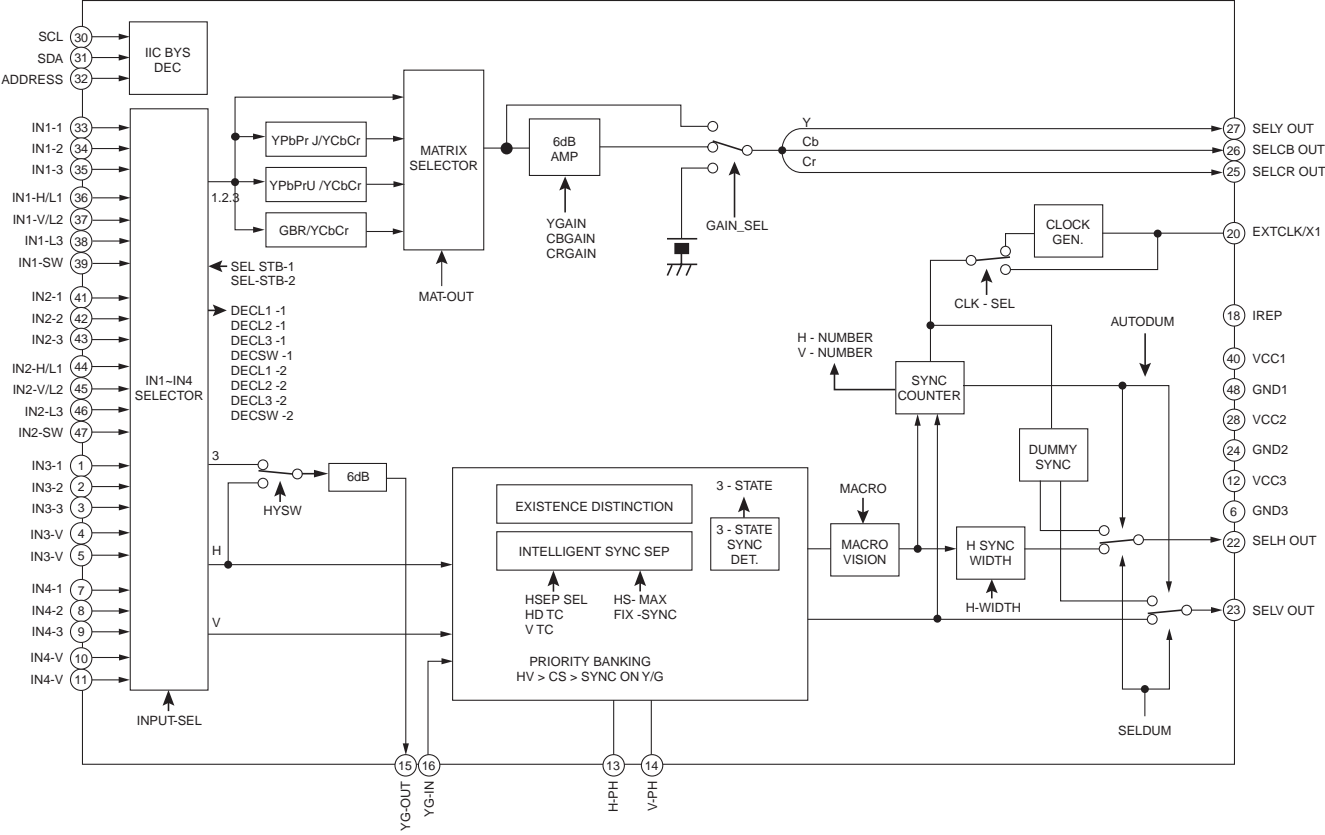 SCL 30
SDA 31
ADDRESS 32
IIC BYS
DEC
IN1-1 33
IN1-2 34
IN1-3 35
IN1-H/L1 36
IN1-V/L2 37
IN1-L3 38
IN1-SW 39
IN2-1 41
IN2-2 42
IN2-3 43
IN2-H/L1 44
IN2-V/L2 45
IN2-L3 46
IN2-SW 47
IN3-1 1
IN3-2 2
IN3-3 3
IN3-V 4
IN3-V 5
IN4-1 7
IN4-2 8
IN4-3 9
IN4-V 10
IN4-V 11
IN1~IN4
SELECTOR
INPUT-SEL
1.2.3
YPbPr J/YCbCr
YPbPrU /YCbCr
GBR/YCbCr
MATRIX
SELECTOR
MAT-OUT
SEL STB-1
SEL-STB-2
DECL1 -1
DECL2 -1
DECL3 -1
DECSW -1
DECL1 -2
DECL2 -2
DECL3 -2
DECSW -2
6dB
AMP
YGAIN
CBGAIN
CRGAIN
GAIN_SEL
Y
Cb
Cr
27 SELY OUT
26 SELCB OUT
25 SELCR OUT
CLOCK
GEN.
20 EXTCLK/X1
CLK - SEL
18 IREP
AUTODUM
H - NUMBER
V - NUMBER
SYNC
COUNTER
40 VCC1
48 GND1
28 VCC2
24 GND2
12 VCC3
6 GND3
DUMMY
SYNC
3
HYSW
6dB
H
V
EXISTENCE DISTINCTION
INTELLIGENT SYNC SEP
HSEP SEL
HD TC
V TC
HS- MAX
FIX -SYNC
3 - STATE
3 - STATE
SYNC
DET.
PRIORITY BANKING
HV > CS > SYNC ON Y/G
MACRO
MACRO
VISION
H SYNC
WIDTH
H-WIDTH
22 SELH OUT
23 SELV OUT
SELDUM
15 16 13 14
YG-OUT
YG-IN
H-PH
V-PH